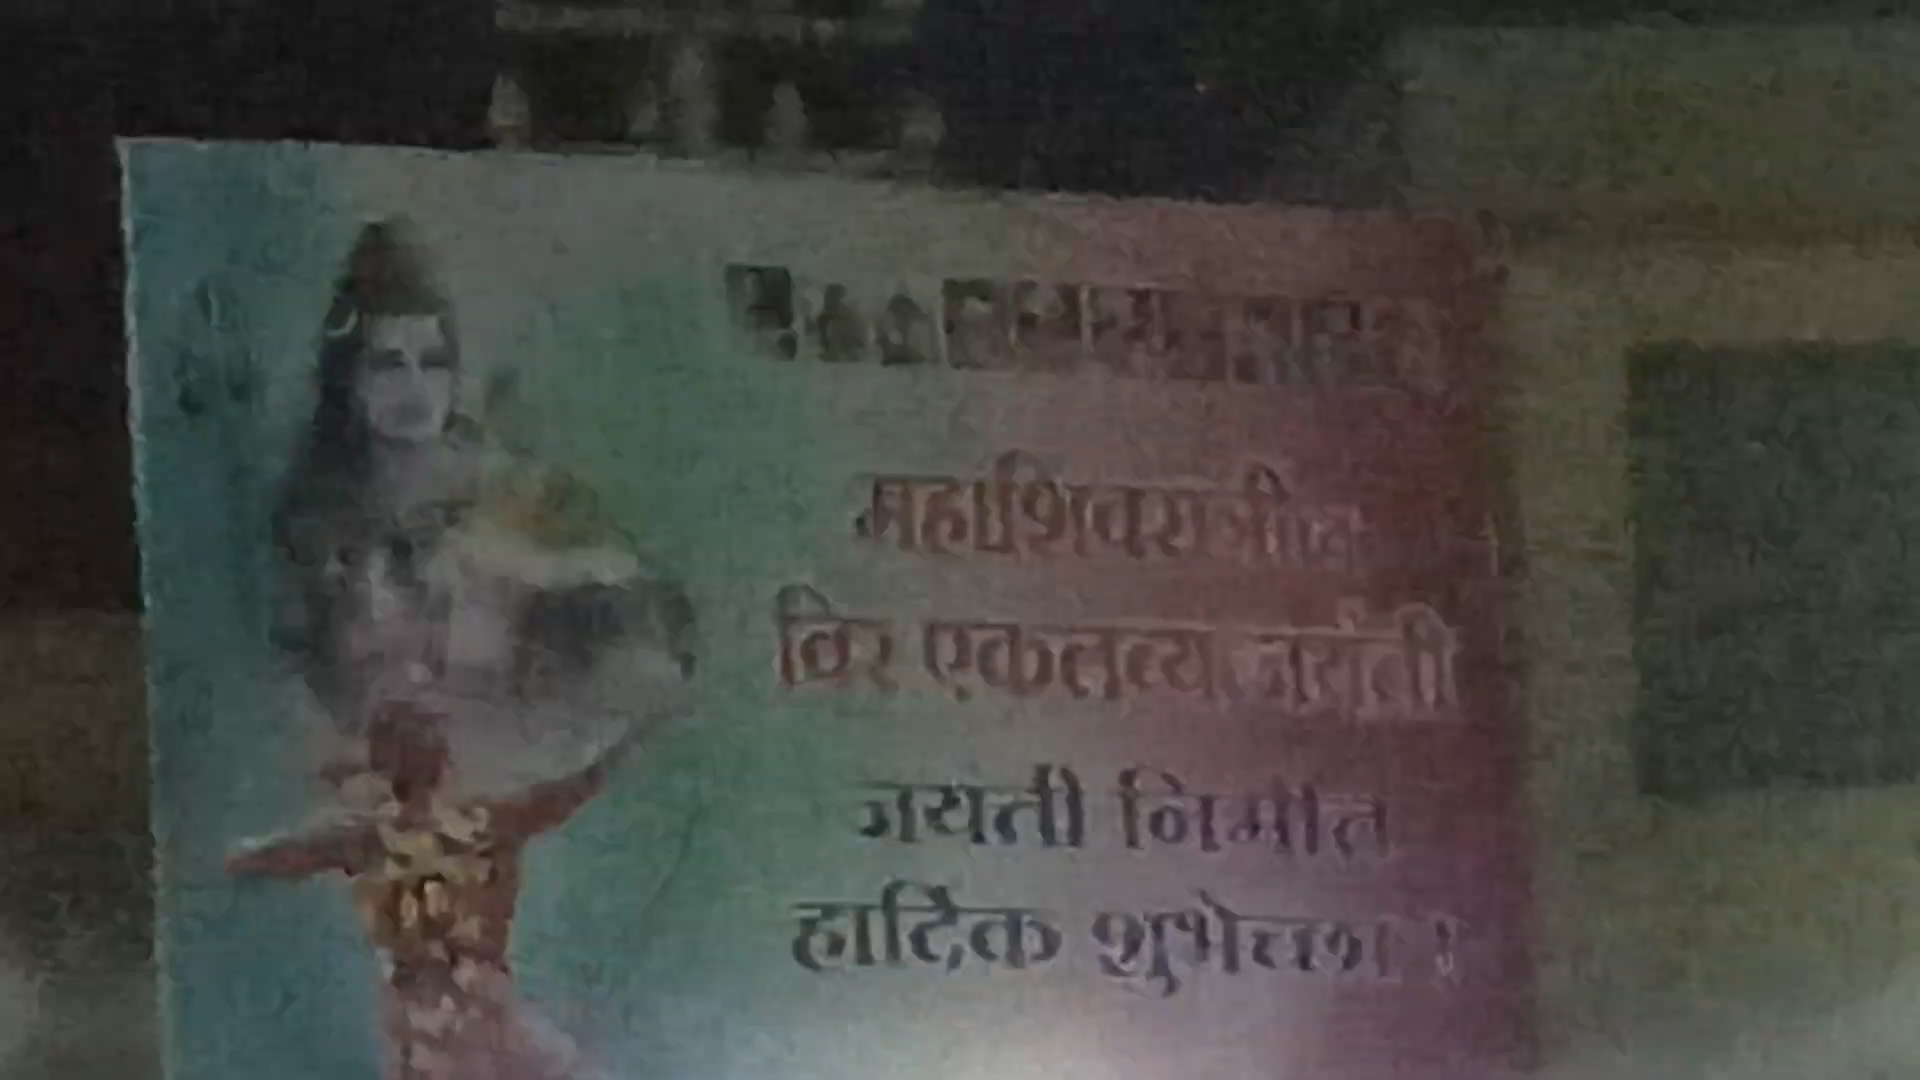 महाशिवरात्री
विर एकलव्य जयंती
जयंती निमीत
हार्दिक शुभेच्छा !